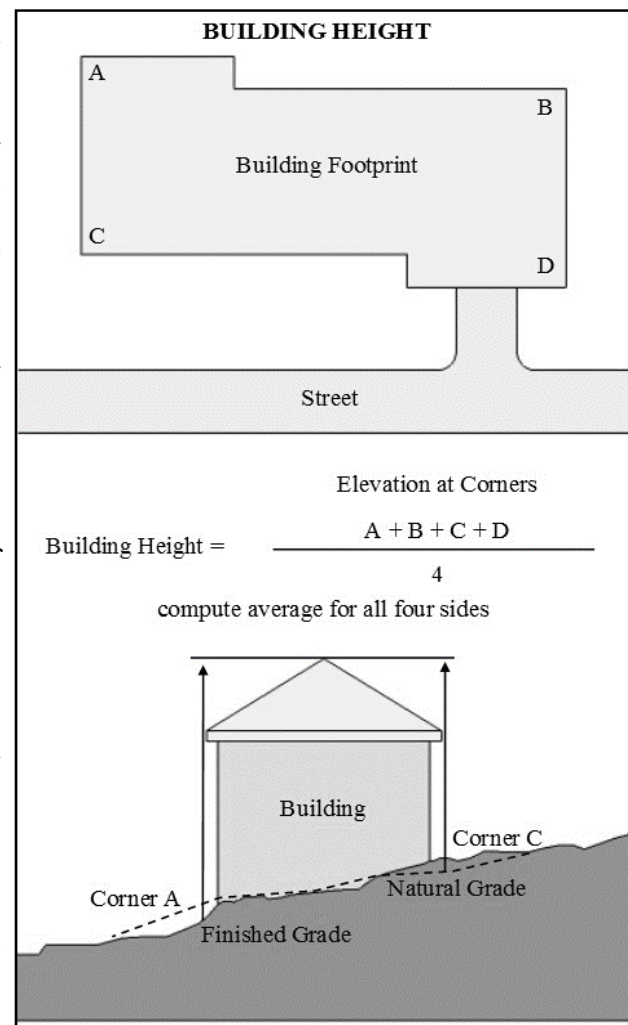 BUILDING HEIGHT
A
B
Building Footprint
C
D
Street
Elevation at Corners
A + B + C + D
Building Height =
4
compute average for all four sides
Building
Corner C
Corner A
Natural Grade
Finished Grade